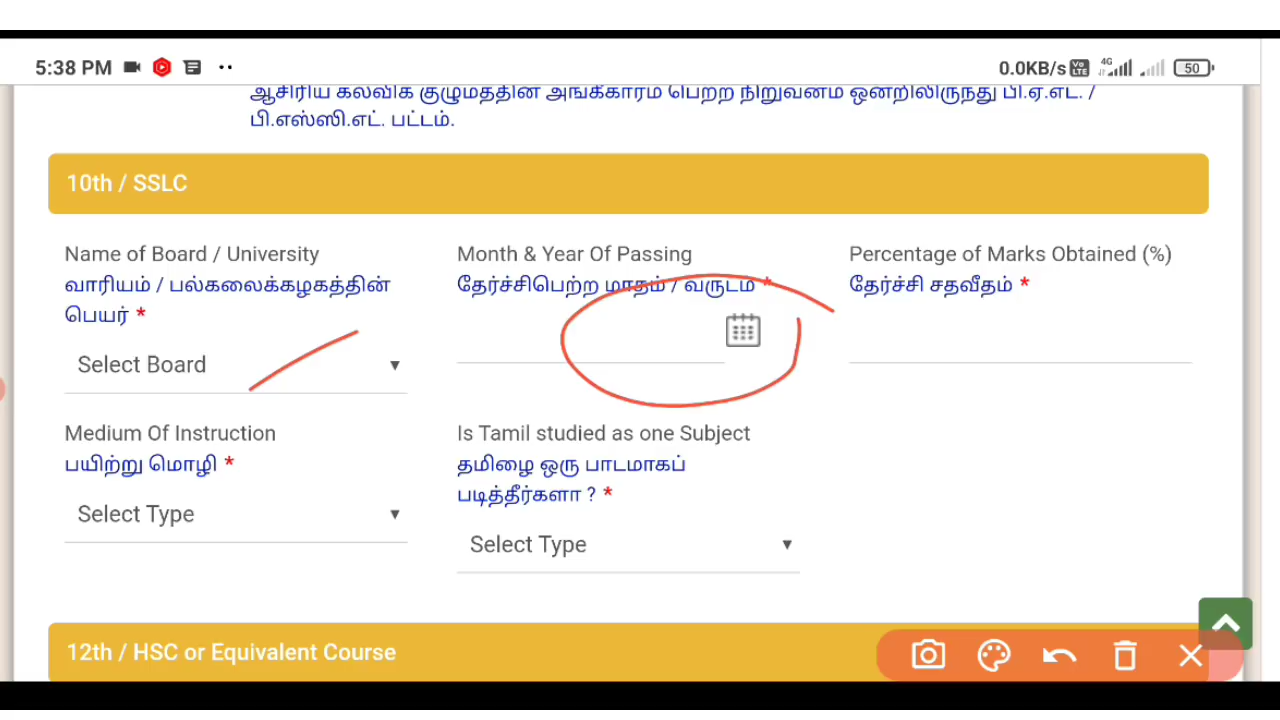 5:38 PM
0.0KB/s Vo LTE 4G 50
ஆசிரிய கல்விக் குழுமத்தின் அங்கீகாரம் பெற்ற நிறுவனம் ஒன்றிலிருந்து பி.ஏ.எட். /
பி.எஸ்ஸி.எட். பட்டம்.
10th / SSLC
Name of Board / University
வாரியம் / பல்கலைக்கழகத்தின்
பெயர் *
Select Board
Month & Year Of Passing
தேர்ச்சிபெற்ற மாதம் / வருடம் *
Percentage of Marks Obtained (%)
தேர்ச்சி சதவீதம் *
Medium Of Instruction
பயிற்று மொழி *
Select Type
Is Tamil studied as one Subject
தமிழை ஒரு பாடமாகப்
படித்தீர்களா ? *
Select Type
12th / HSC or Equivalent Course